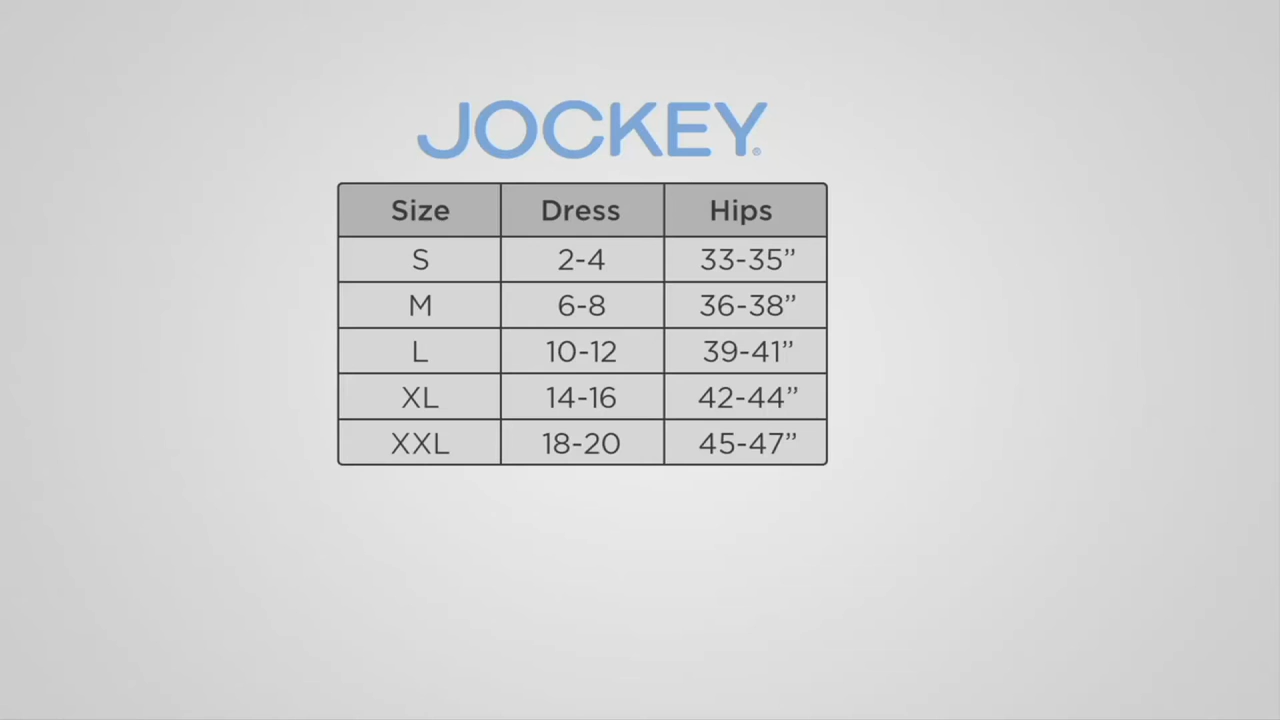 JOCKEY®
Size Dress Hips
S 2-4 33-35”
M 6-8 36-38”
L 10-12 39-41”
XL 14-16 42-44”
XXL 18-20 45-47”